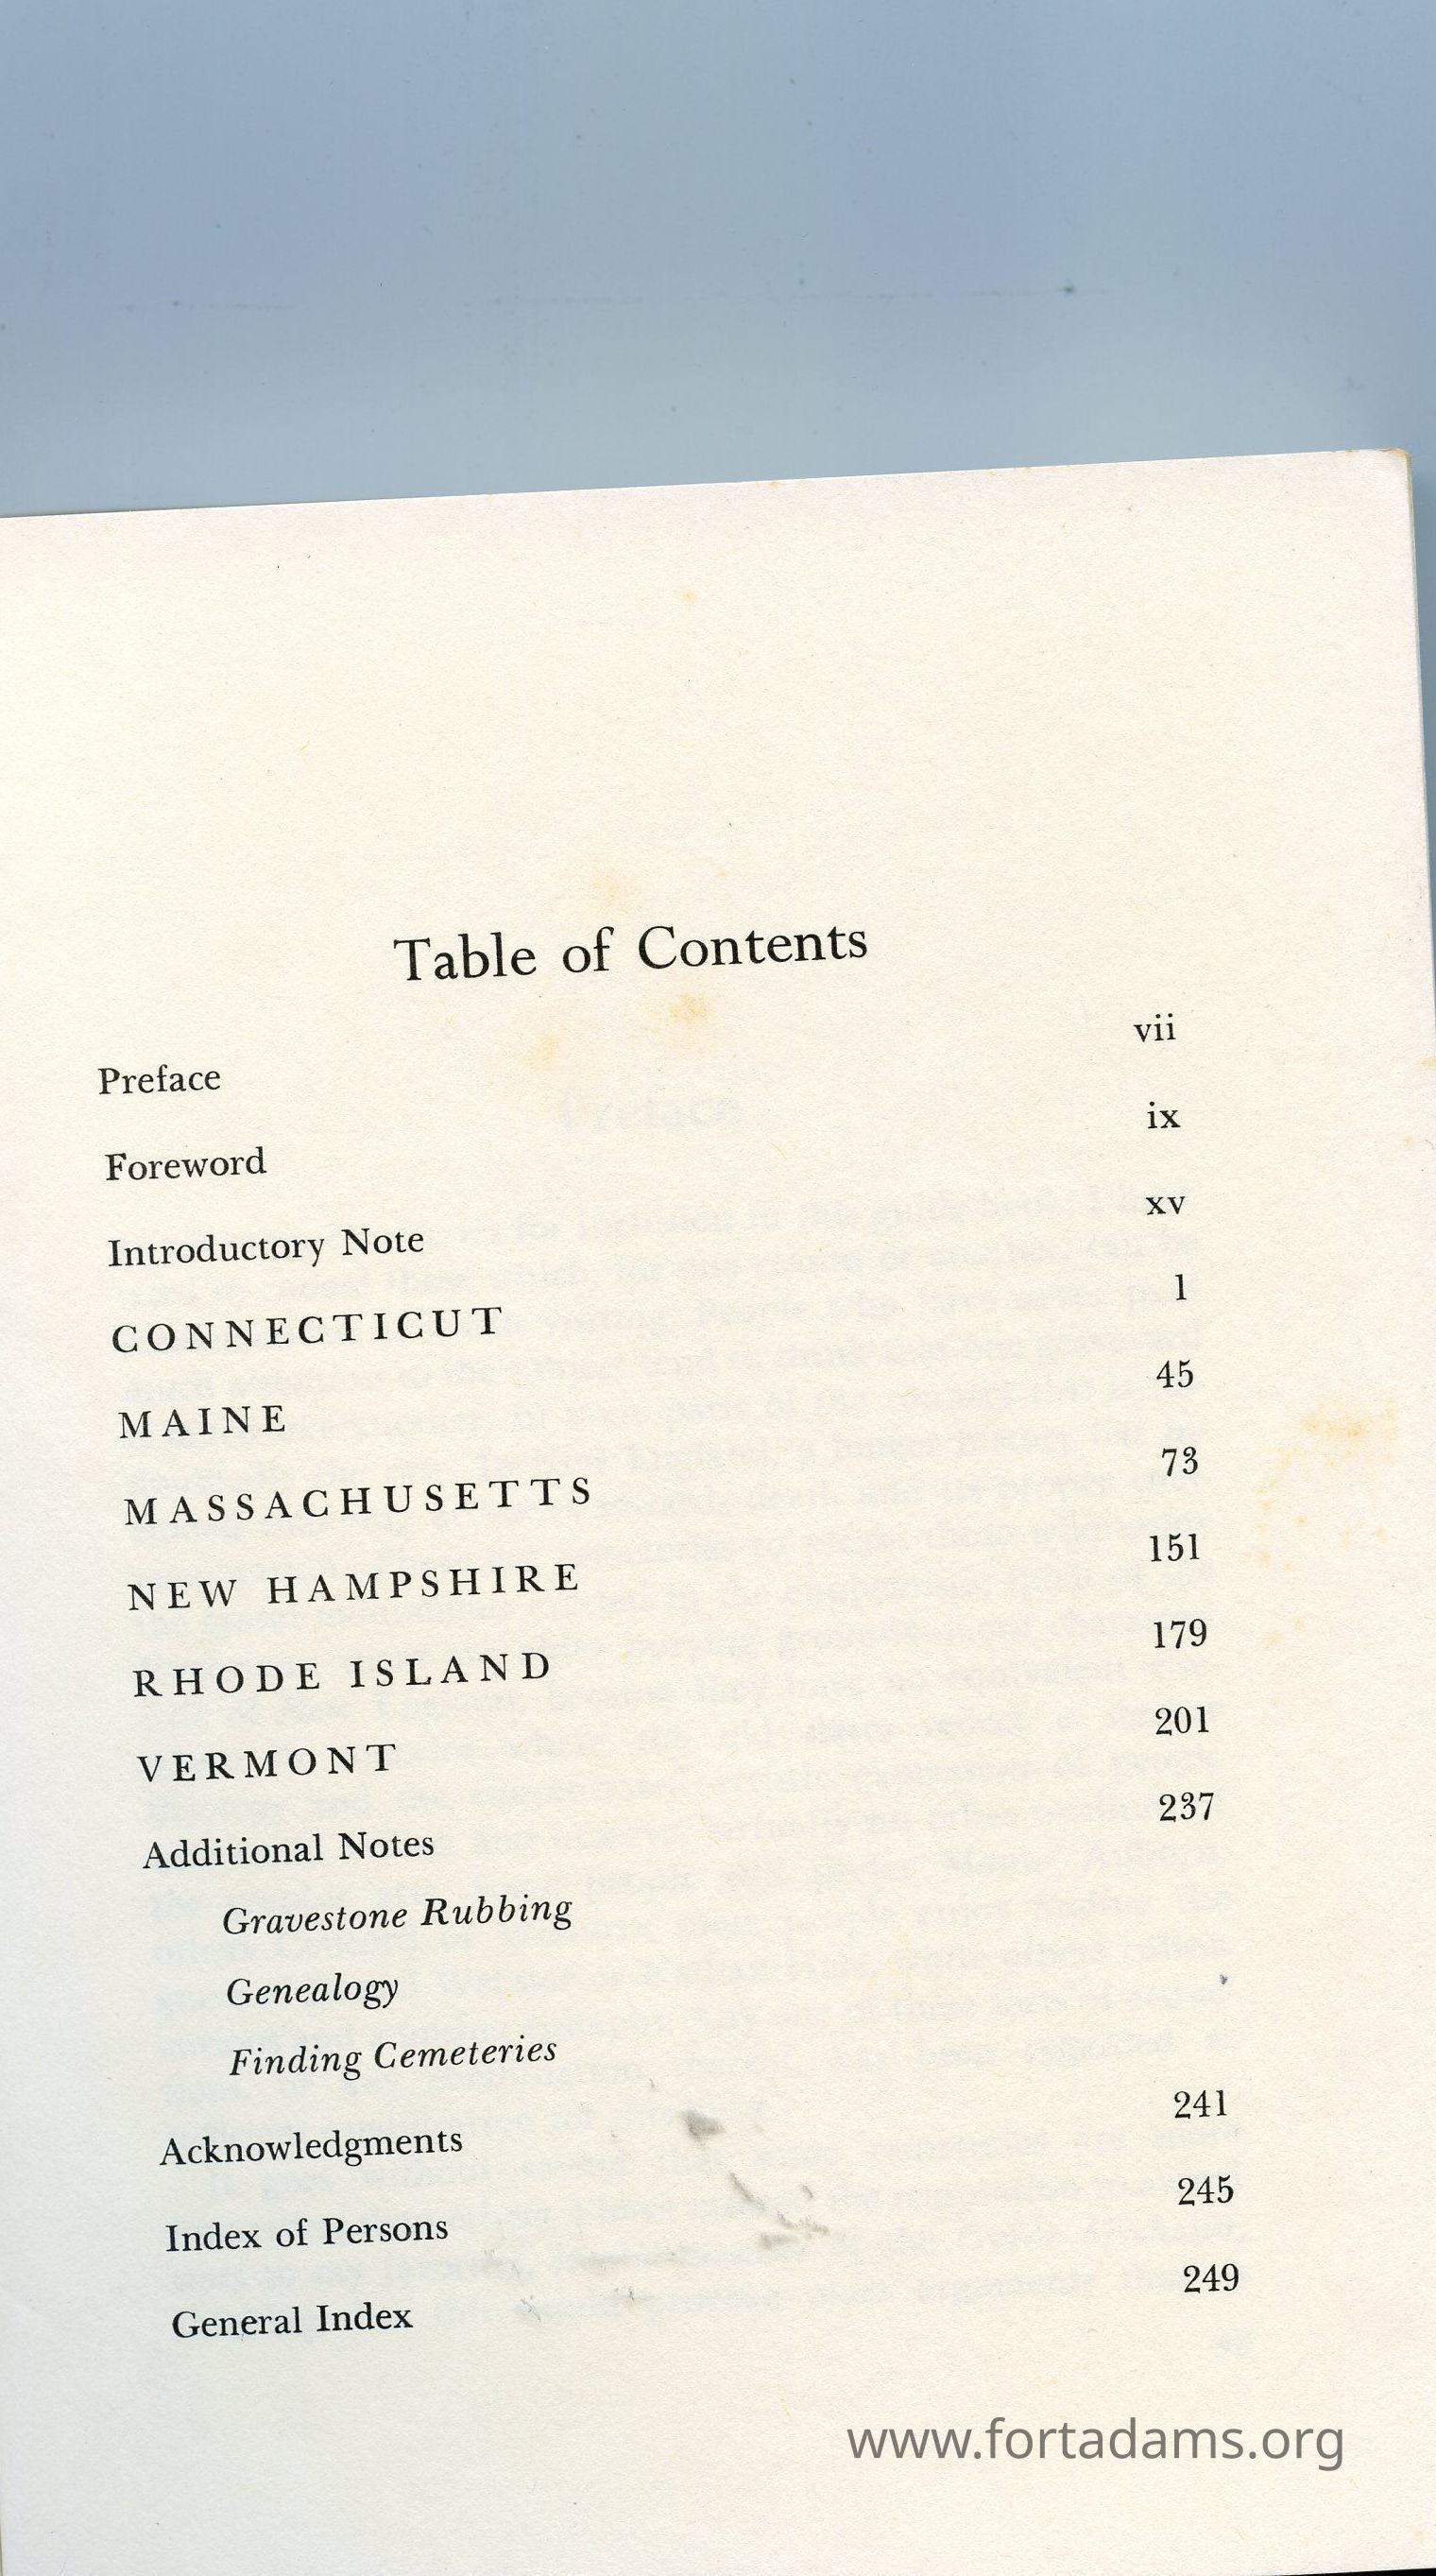 Table of Contents
Preface vii
Foreword ix
Introductory Note xv
CONNECTICUT 1
MAINE 45
MASSACHUSETTS 73
NEW HAMPSHIRE 151
RHODE ISLAND 179
VERMONT 201
Additional Notes 237
Gravestone Rubbing
Genealogy
Finding Cemeteries
Acknowledgments 241
Index of Persons 245
General Index 249
www.fortadams.org